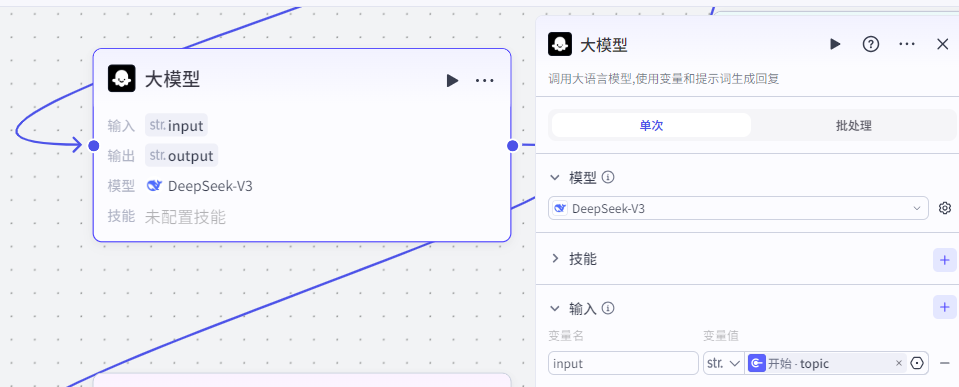 大模型
输入 str. input
输出 str. output
模型 DeepSeek-V3
技能 未配置技能
大模型
调用大语言模型,使用变量和提示词生成回复
单次 批处理
模型
DeepSeek-V3
技能
输入
变量名 变量值
input str. 开始 · topic